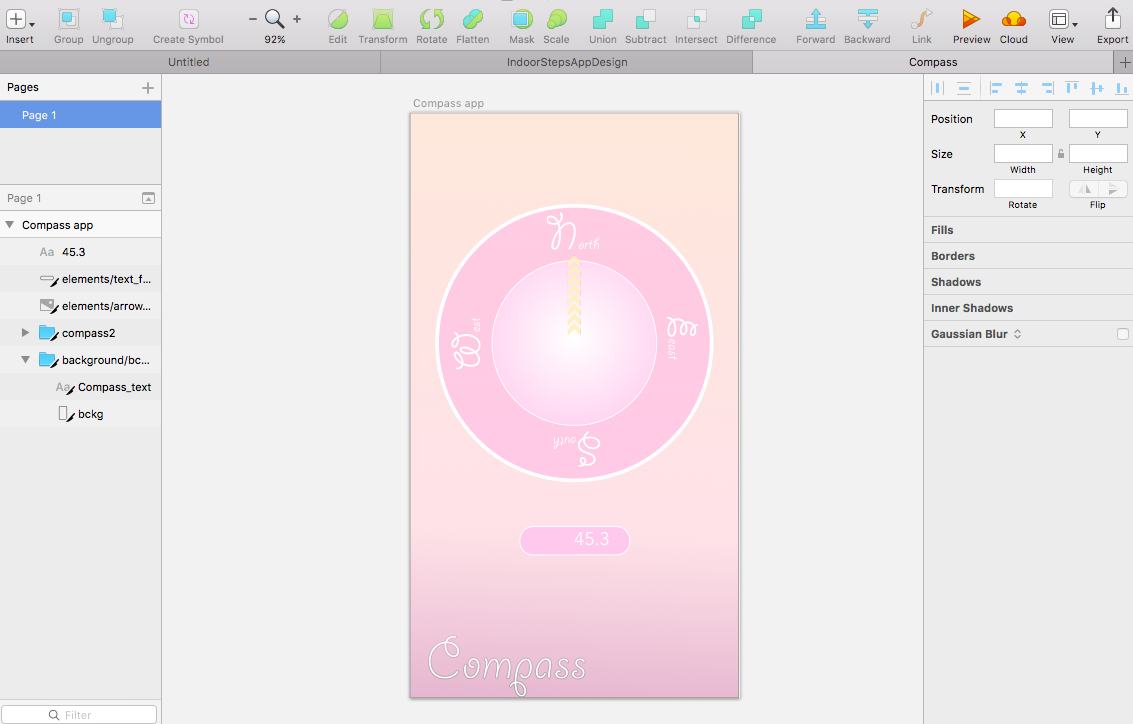 Insert
Group
Ungroup
Create Symbol
92%
Edit
Transform
Rotate
Flatten
Mask
Scale
Union
Subtract
Intersect
Difference
Forward
Backward
Link
Preview
Cloud
View
Export
Untitled
IndoorStepsAppDesign
Compass
Pages
Page 1
Page 1
Compass app
Aa 45.3
elements/text_f...
elements/arrow...
compass2
background/bc...
Aa Compass_text
bckg
Filter
Compass app
North
West
South
45.3
Compass
Position
X
Y
Size
Width
Height
Transform
Rotate
Flip
Fills
Borders
Shadows
Inner Shadows
Gaussian Blur